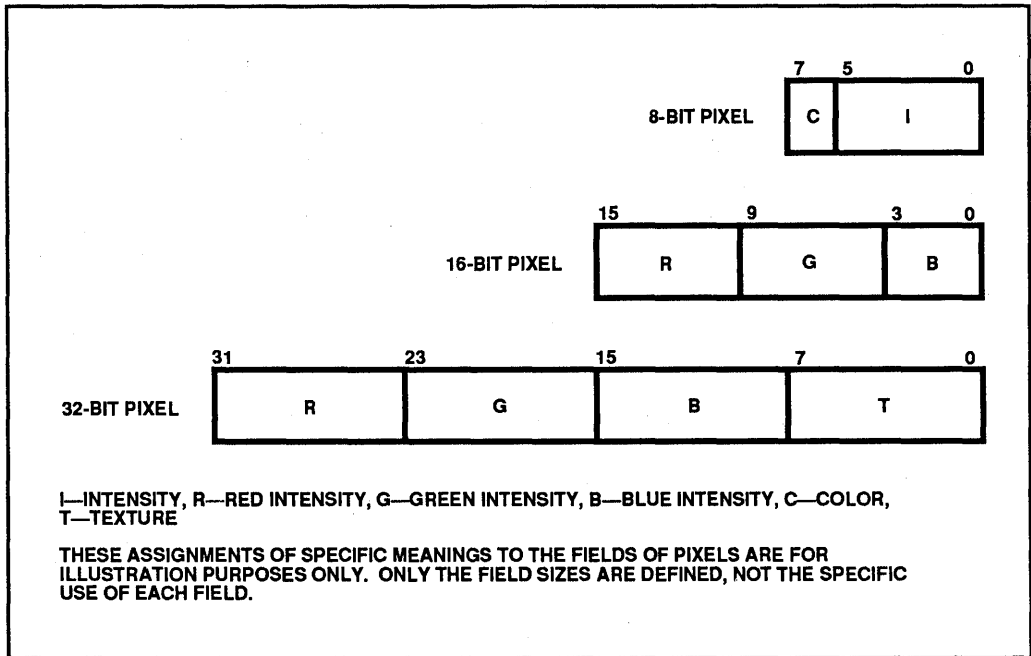 7 5 0
8-BIT PIXEL C I
15 9 3 0
16-BIT PIXEL R G B
31 23 15 7 0
32-BIT PIXEL R G B T
I—INTENSITY, R—RED INTENSITY, G—GREEN INTENSITY, B—BLUE INTENSITY, C—COLOR,
T—TEXTURE
THESE ASSIGNMENTS OF SPECIFIC MEANINGS TO THE FIELDS OF PIXELS ARE FOR
ILLUSTRATION PURPOSES ONLY. ONLY THE FIELD SIZES ARE DEFINED, NOT THE SPECIFIC
USE OF EACH FIELD.